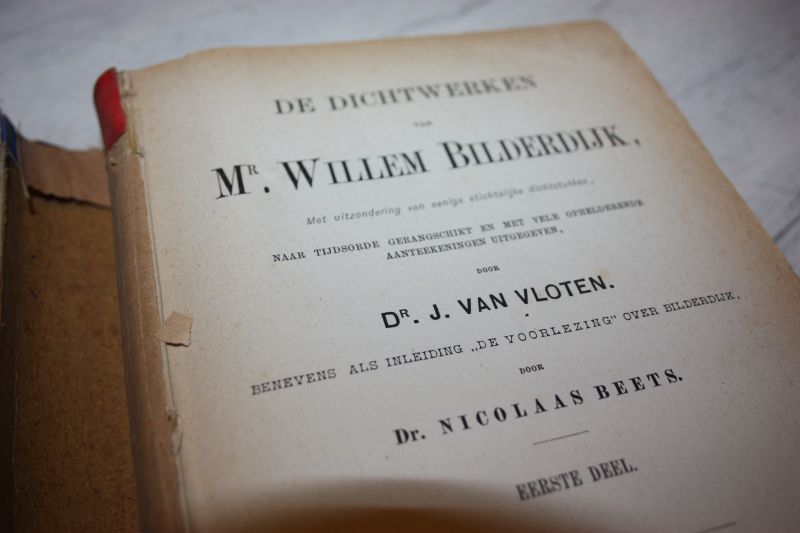 DE DICHTWERKEN
VAN
MR. WILLEM BILDERDIJK,
Met uitzondering van eenige stichtelijke dichtstukken,
NAAR TIJDSORDE GERANGSCHIKT EN MET VELE OPHELDERENDE
AANTEEKENINGEN UITGEGEVEN,
DOOR
DR. J. VAN VLOTEN.
BENEVENS ALS INLEIDING „DE VOORLEZING" OVER BILDERDIJK,
DOOR
Dr. NICOLAAS BEETS.
EERSTE DEEL.